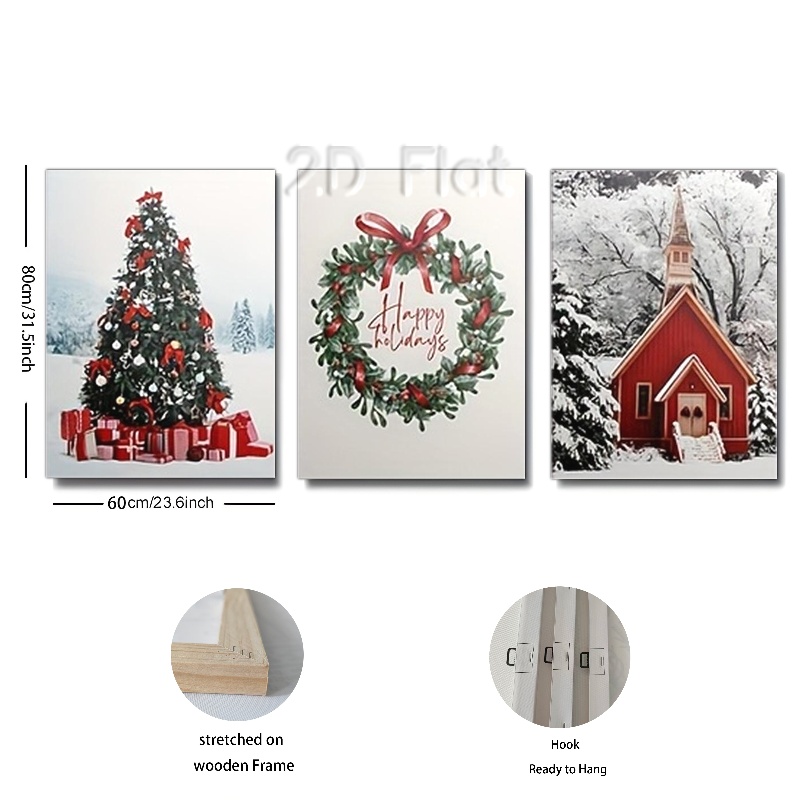 2D Flat
80cm/31.5inch
Happy
holidays
60cm/23.6inch
stretched on
wooden Frame
Hook
Ready to Hang